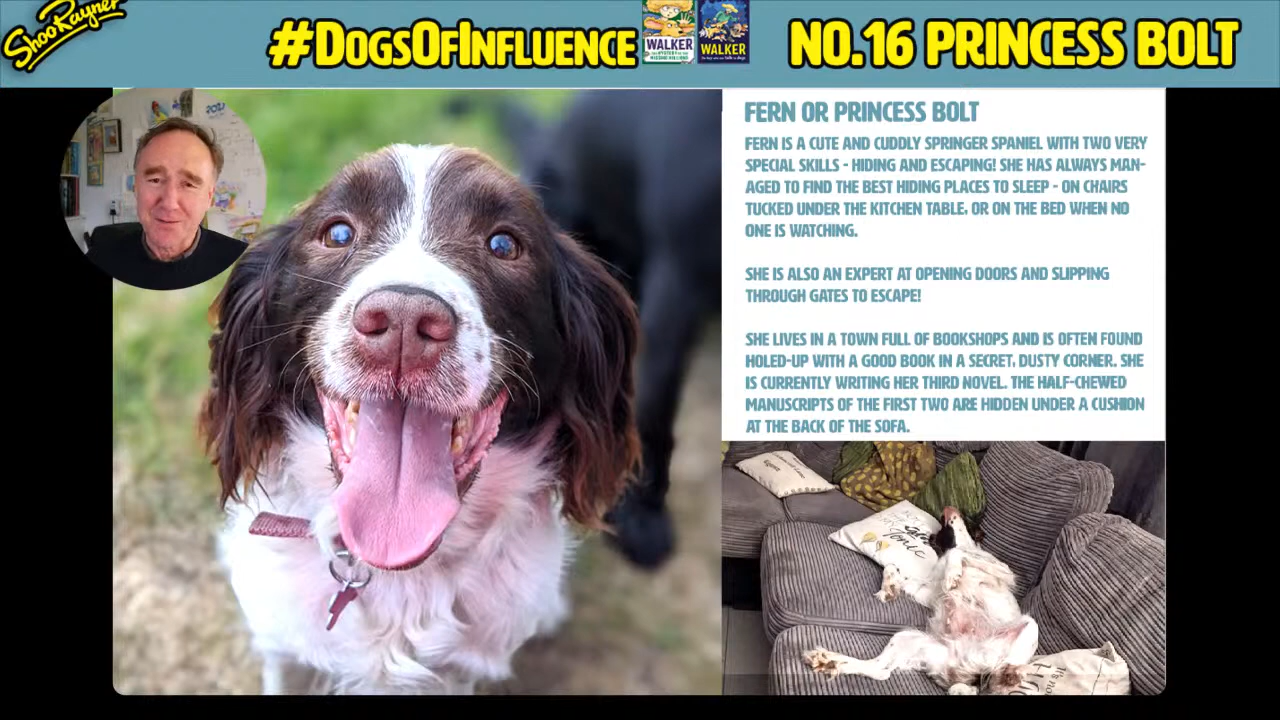 ShooRayner
#DogsOfInfluence
WALKER
WALKER
NO.16 PRINCESS BOLT
2021
FERN OR PRINCESS BOLT
FERN IS A CUTE AND CUDDLY SPRINGER SPANIEL WITH TWO VERY
SPECIAL SKILLS - HIDING AND ESCAPING! SHE HAS ALWAYS MAN-
AGED TO FIND THE BEST HIDING PLACES TO SLEEP - ON CHAIRS
TUCKED UNDER THE KITCHEN TABLE, OR ON THE BED WHEN NO
ONE IS WATCHING.
SHE IS ALSO AN EXPERT AT OPENING DOORS AND SLIPPING
THROUGH GATES TO ESCAPE!
SHE LIVES IN A TOWN FULL OF BOOKSHOPS AND IS OFTEN FOUND
HOLED-UP WITH A GOOD BOOK IN A SECRET, DUSTY CORNER. SHE
IS CURRENTLY WRITING HER THIRD NOVEL. THE HALF-CHEWED
MANUSCRIPTS OF THE FIRST TWO ARE HIDDEN UNDER A CUSHION
AT THE BACK OF THE SOFA.